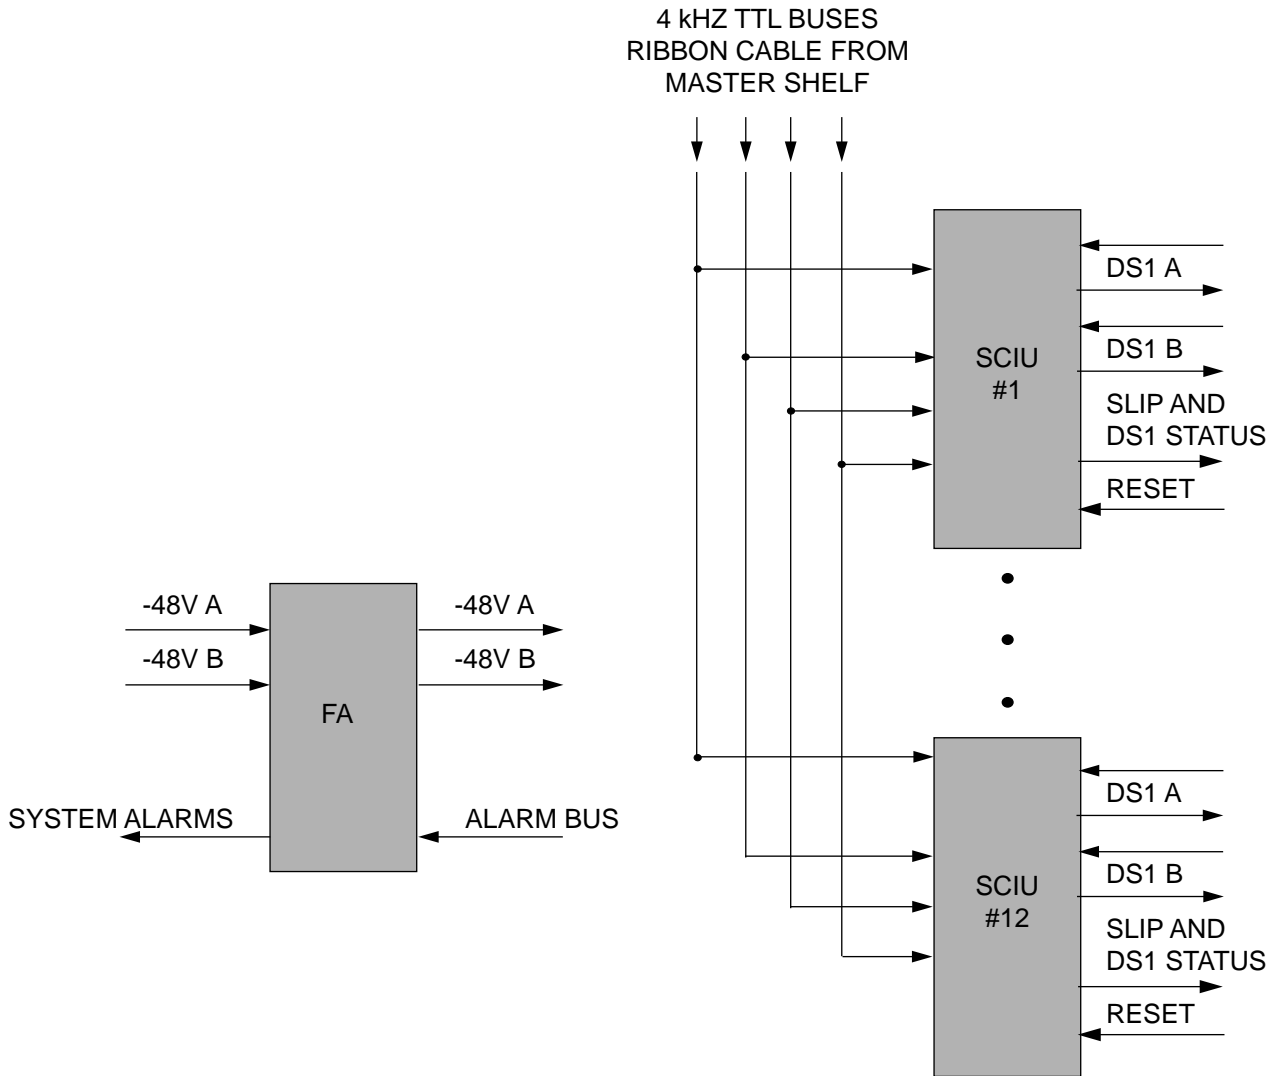 4 kHZ TTL BUSES
RIBBON CABLE FROM
MASTER SHELF
SCIU
#1
DS1 A
DS1 B
SLIP AND
DS1 STATUS
RESET
-48V A
-48V B
FA
-48V A
-48V B
SYSTEM ALARMS
ALARM BUS
SCIU
#12
DS1 A
DS1 B
SLIP AND
DS1 STATUS
RESET